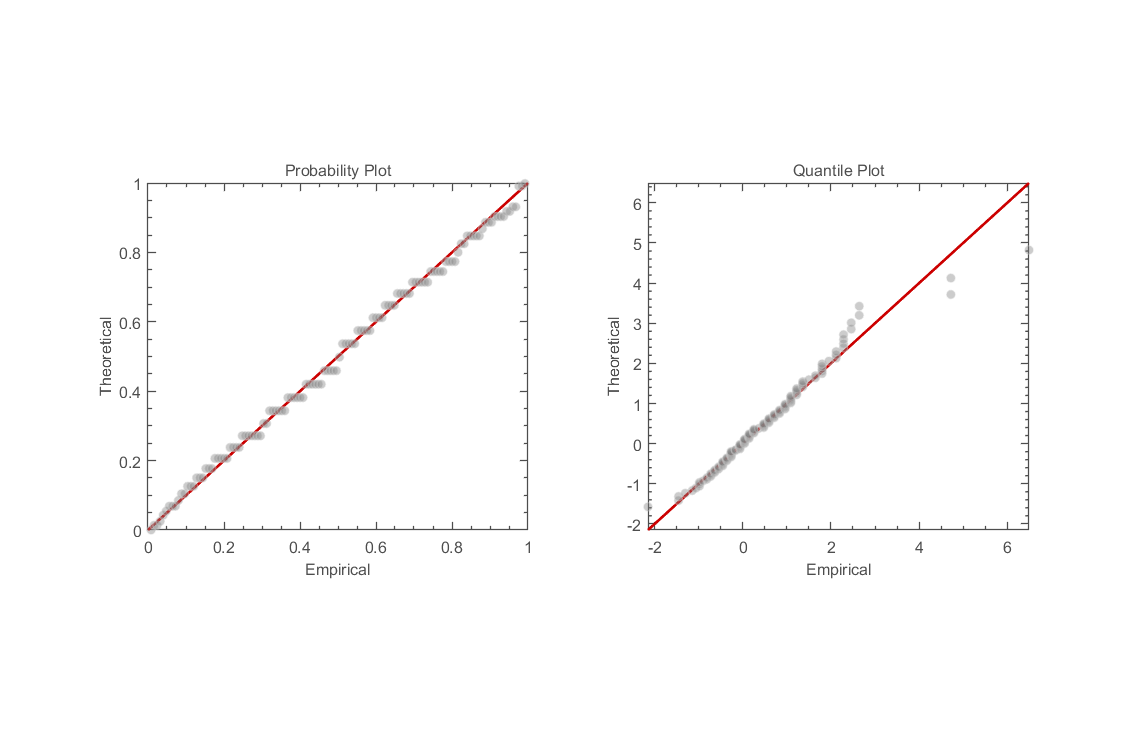 Probability Plot
Theoretical
1
0.8
0.6
0.4
0.2
0
0 0.2 0.4 0.6 0.8 1
Empirical
Quantile Plot
Theoretical
6
5
4
3
2
1
0
-1
-2
-2 0 2 4 6
Empirical